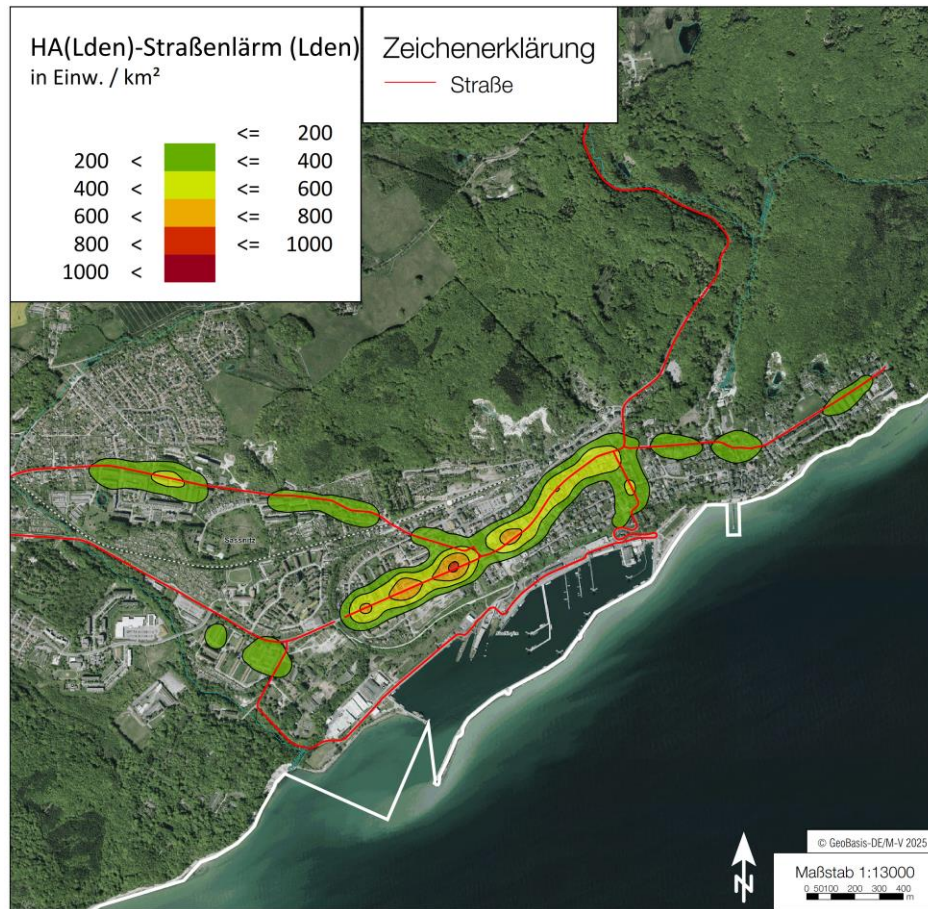 HA(Lden)-Straßenlärm (Lden)
in Einw. / km²
<= 200
200 < <= 400
400 < <= 600
600 < <= 800
800 < <= 1000
1000 <
Zeichenerklärung
Straße
Sassnitz
© GeoBasis-DE/M-V 2025
Maßstab 1:13000
0 50100 200 300 400
m
N